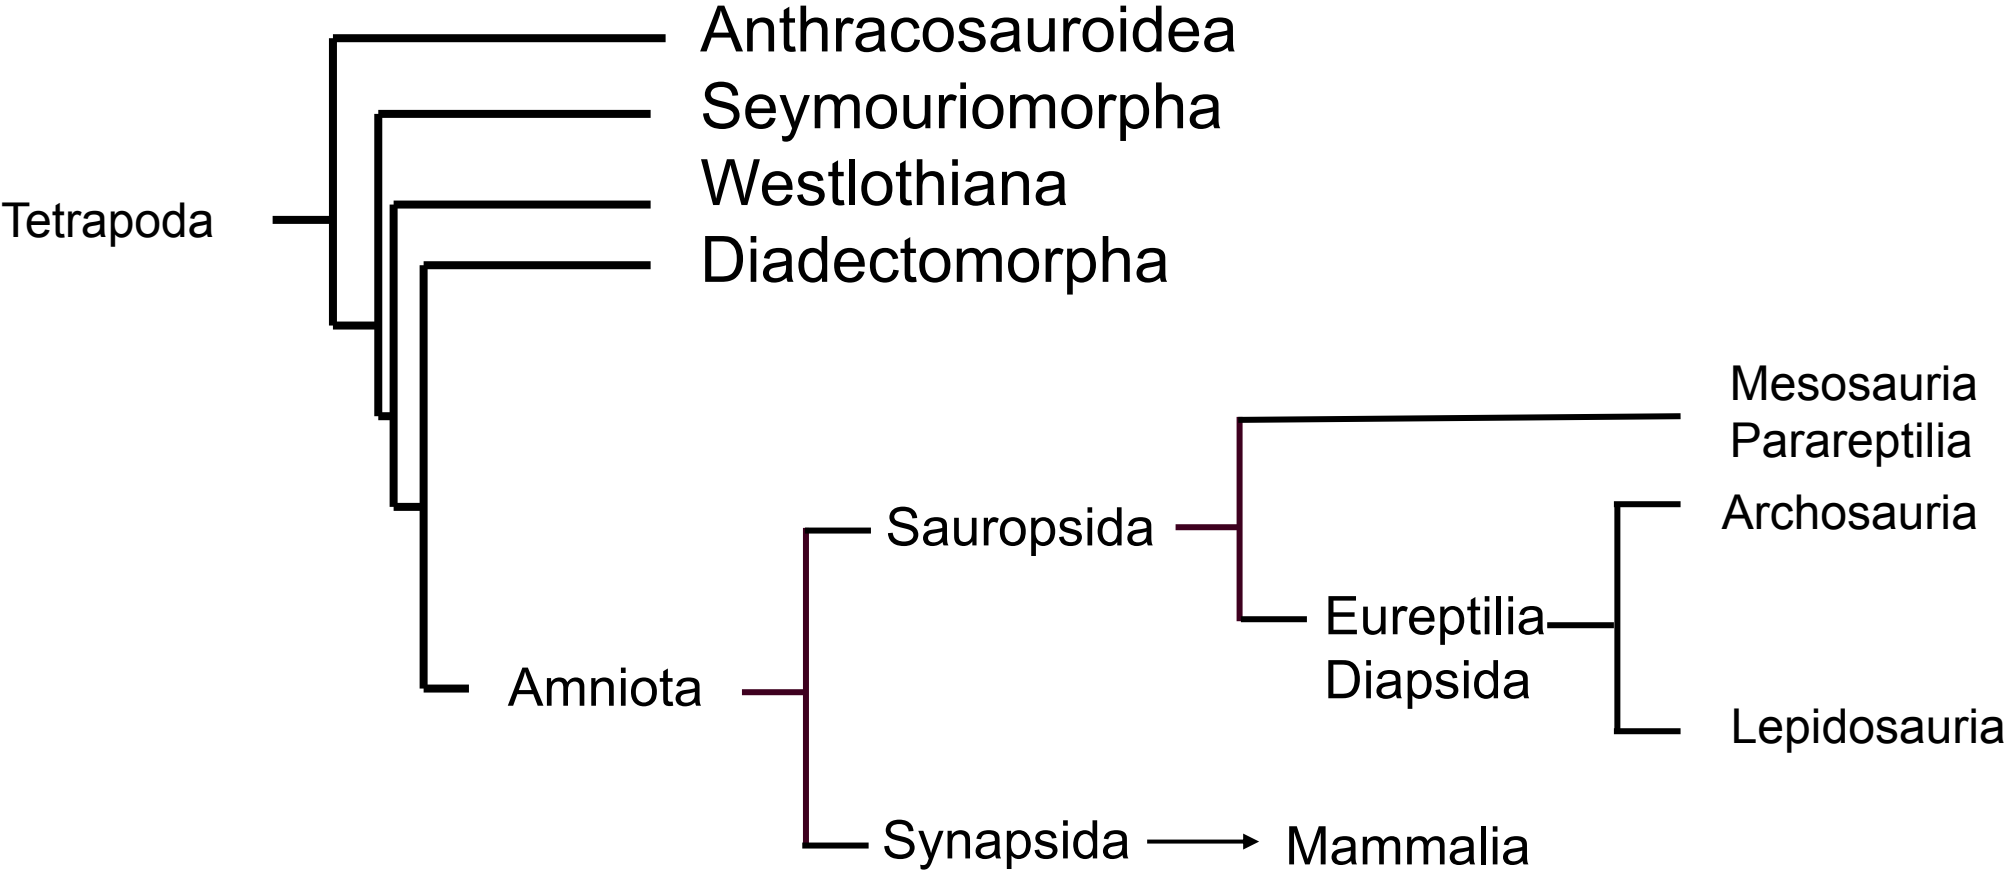 Anthracosauroidea
Seymouriomorpha
Westlothiana
Tetrapoda
Diadectomorpha
Mesosauria
Parareptilia
Archosauria
Sauropsida
Eureptilia
Diapsida
Amniota
Lepidosauria
Synapsida
Mammalia